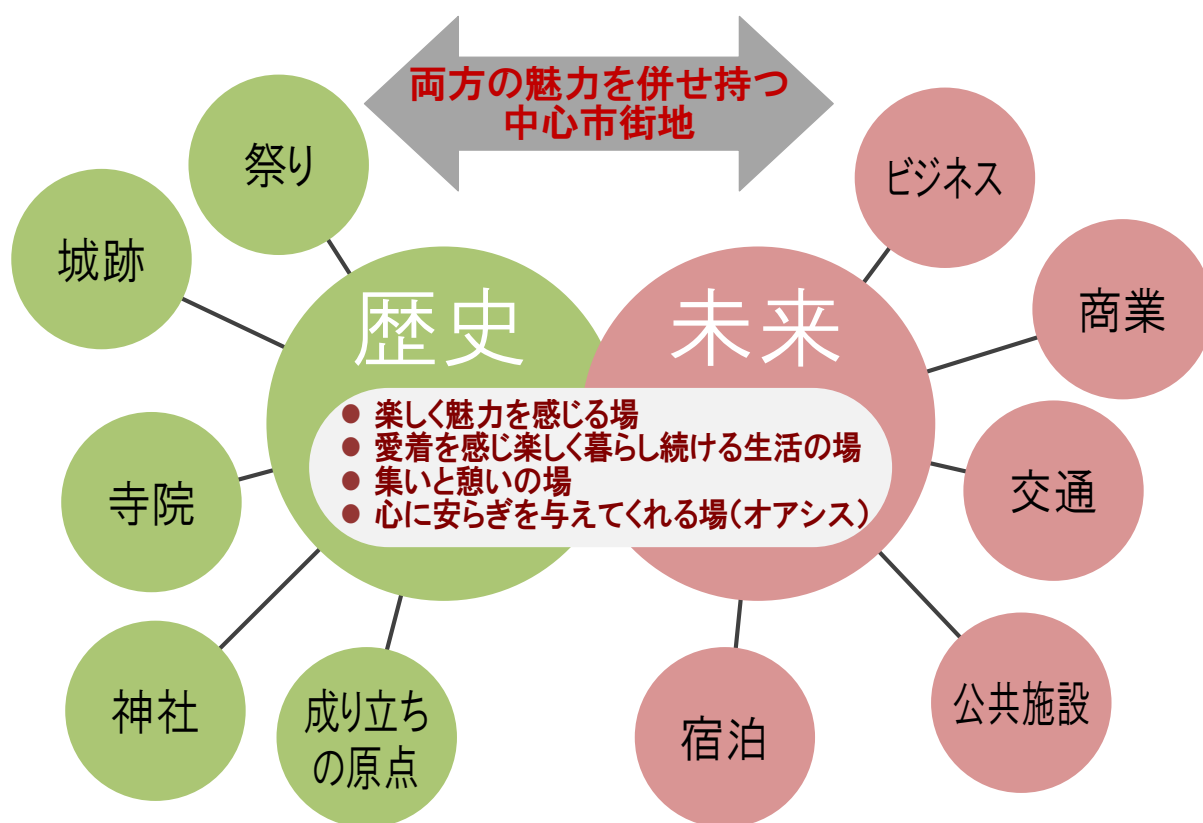 両方の魅力を併せ持つ
中心市街地
祭り
城跡
寺院
神社
成り立ち
の原点
歴史
未来
● 楽しく魅力を感じる場
● 愛着を感じ楽しく暮らし続ける生活の場
● 集いと憩いの場
● 心に安らぎを与えてくれる場(オアシス)
ビジネス
商業
交通
公共施設
宿泊